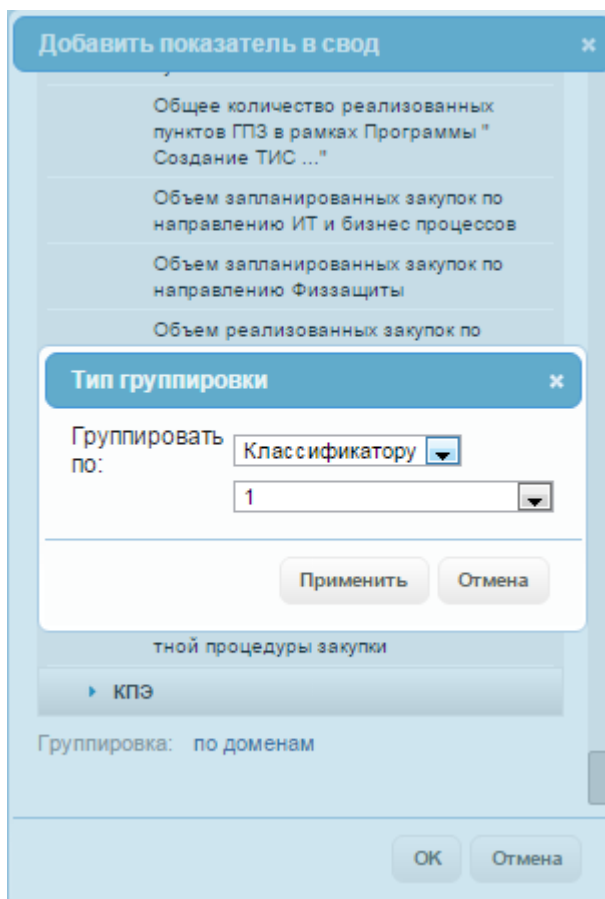 Добавить показатель в свод
Общее количество реализованных
пунктов ГПЗ в рамках Программы "
Создание ТИС ..."
Объем запланированных закупок по
направлению ИТ и бизнес процессов
Объем запланированных закупок по
направлению Физзащиты
Объем реализованных закупок по
Тип группировки
Группировать
по:
Классификатору
1
Применить Отмена
тной процедуры закупки
КПЭ
Группировка: по доменам
OK Отмена